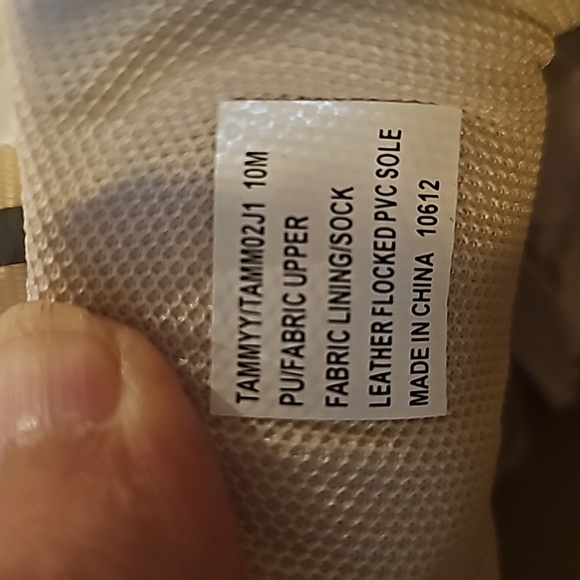 TAMMYY/TAMM02J1 10M
PU/FABRIC UPPER
FABRIC LINING/SOCK
LEATHER FLOCKED PVC SOLE
MADE IN CHINA 10612